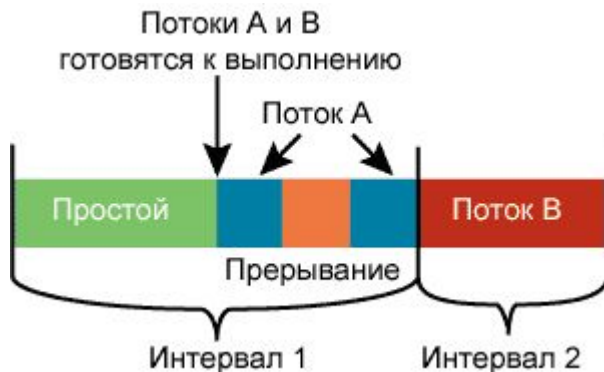 Потоки А и В
готовятся к выполнению
Поток А
Простой
Поток В
Прерывание
Интервал 1
Интервал 2